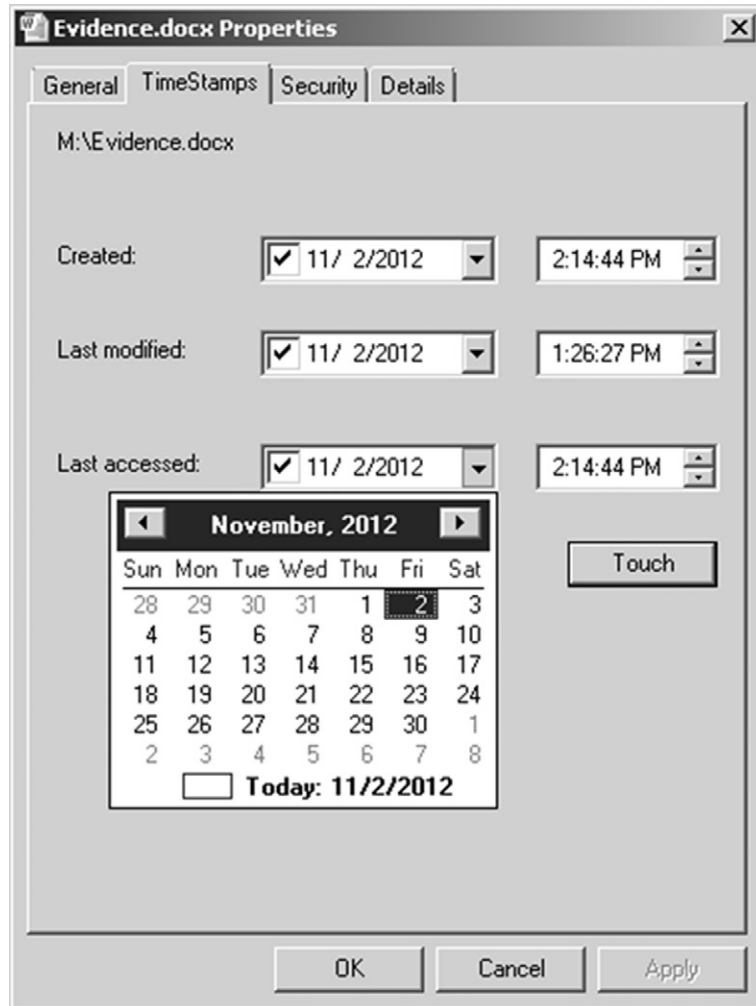 Evidence.docx Properties
General TimeStamps Security Details
M:\Evidence.docx
Created: 11/ 2/2012 2:14:44 PM
Last modified: 11/ 2/2012 1:26:27 PM
Last accessed: 11/ 2/2012 2:14:44 PM
November, 2012
Sun Mon Tue Wed Thu Fri Sat
28 29 30 31 1 2 3
4 5 6 7 8 9 10
11 12 13 14 15 16 17
18 19 20 21 22 23 24
25 26 27 28 29 30 1
2 3 4 5 6 7 8
Today: 11/2/2012
Touch
OK Cancel Apply